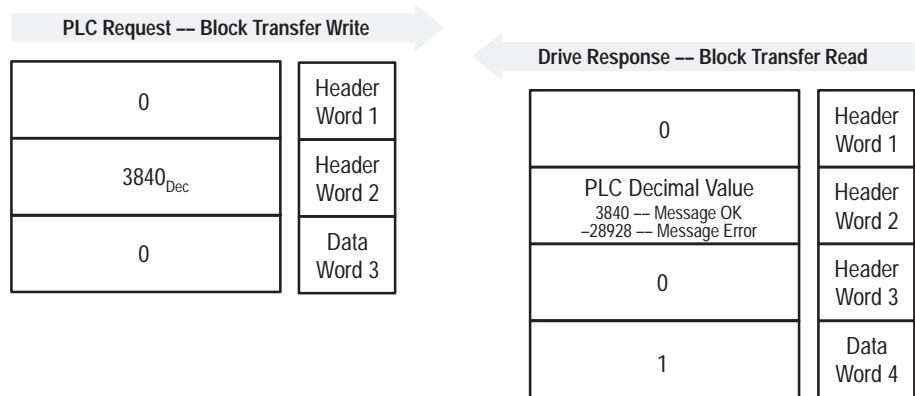 PLC Request –– Block Transfer Write
0
Header
Word 1
3840Dec
Header
Word 2
0
Data
Word 3
Drive Response –– Block Transfer Read
0
Header
Word 1
PLC Decimal Value
3840 –– Message OK
–28928 –– Message Error
Header
Word 2
0
Header
Word 3
1
Data
Word 4